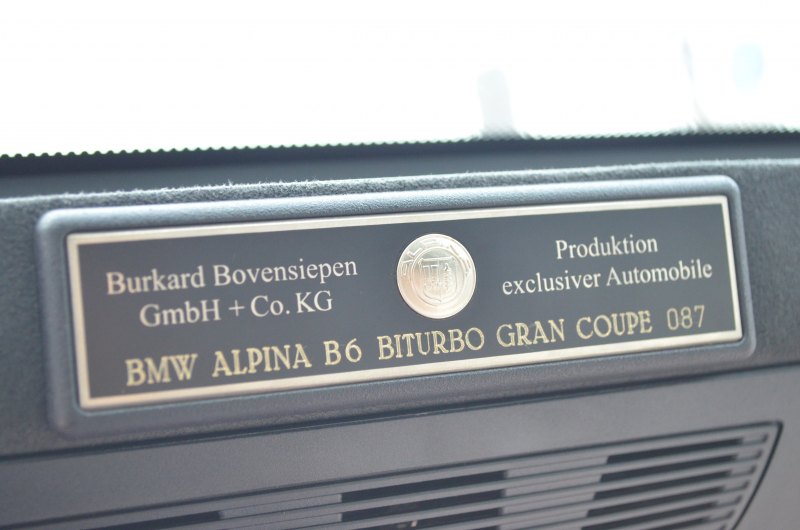 Burkard Bovensiepen
GmbH + Co. KG
Produktion
exclusiver Automobile
BMW ALPINA B6 BITURBO GRAN COUPE 087